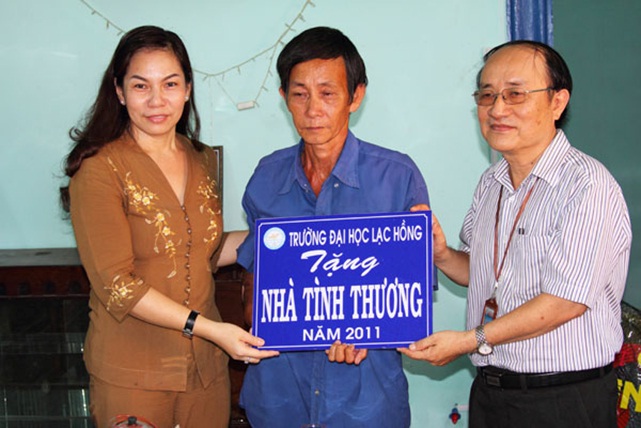 TRƯỜNG ĐẠI HỌC LẠC HỒNG
Tặng
NHÀ TÌNH THƯƠNG
NĂM 2011